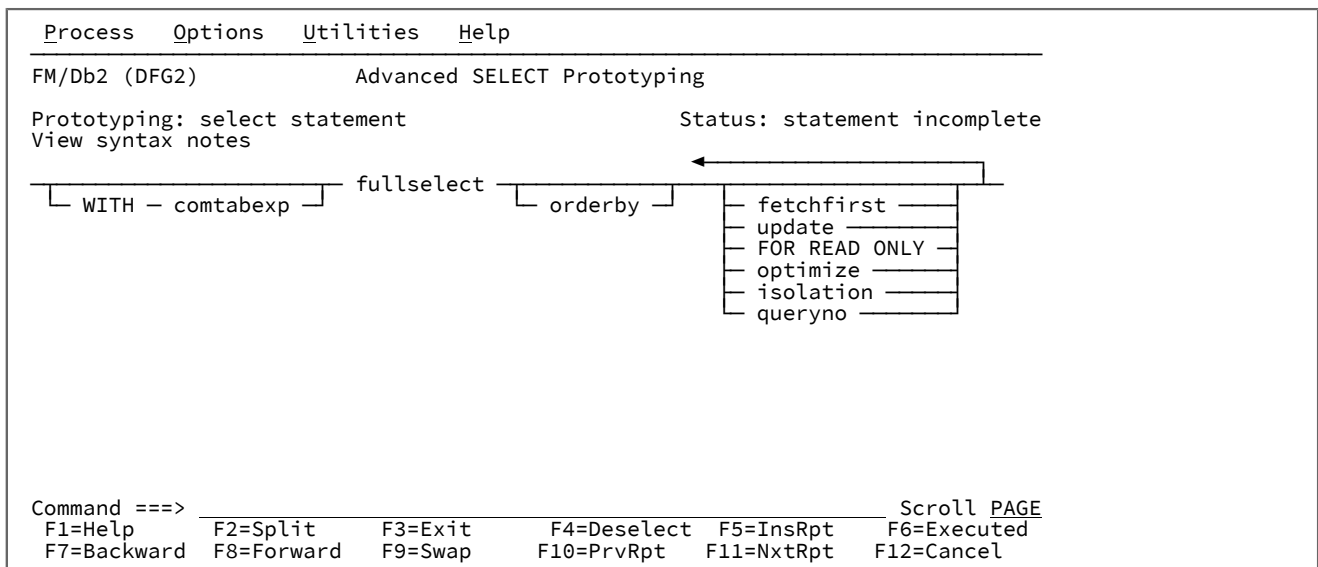 Process Options Utilities Help
FM/Db2 (DFG2) Advanced SELECT Prototyping
Prototyping: select statement Status: statement incomplete
View syntax notes
fullselect
WITH comtabexp orderby fetchfirst
update
FOR READ ONLY
optimize
isolation
queryno
Command ===> Scroll PAGE
F1=Help F2=Split F3=Exit F4=Deselect F5=InsRpt F6=Executed
F7=Backward F8=Forward F9=Swap F10=PrvRpt F11=NxtRpt F12=Cancel